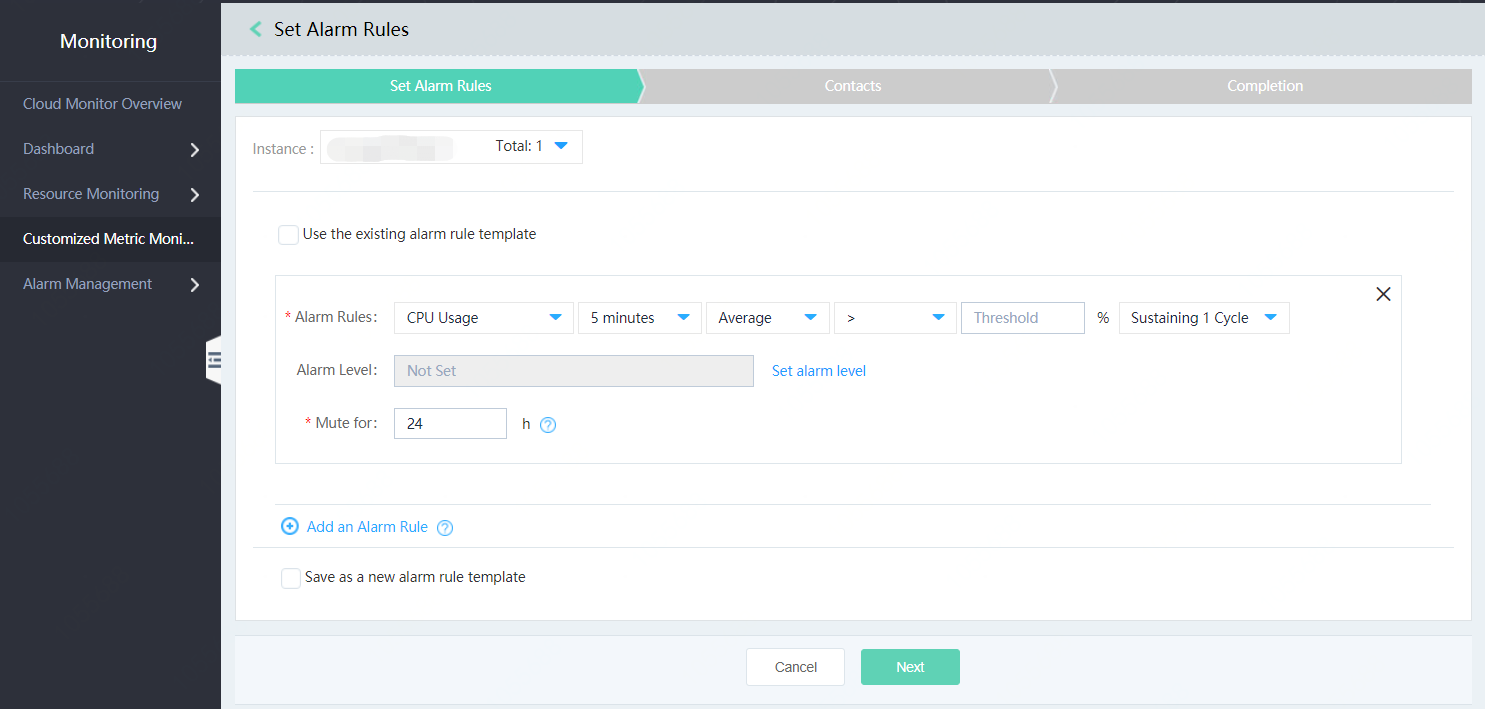 Monitoring
Cloud Monitor Overview
Dashboard
Resource Monitoring
Customized Metric Moni...
Alarm Management
Set Alarm Rules
Set Alarm Rules
Contacts
Completion
Instance :
Total: 1
Use the existing alarm rule template
* Alarm Rules: CPU Usage 5 minutes Average > Threshold % Sustaining 1 Cycle
Alarm Level: Not Set Set alarm level
* Mute for: 24 h ?
Add an Alarm Rule ?
Save as a new alarm rule template
Cancel
Next